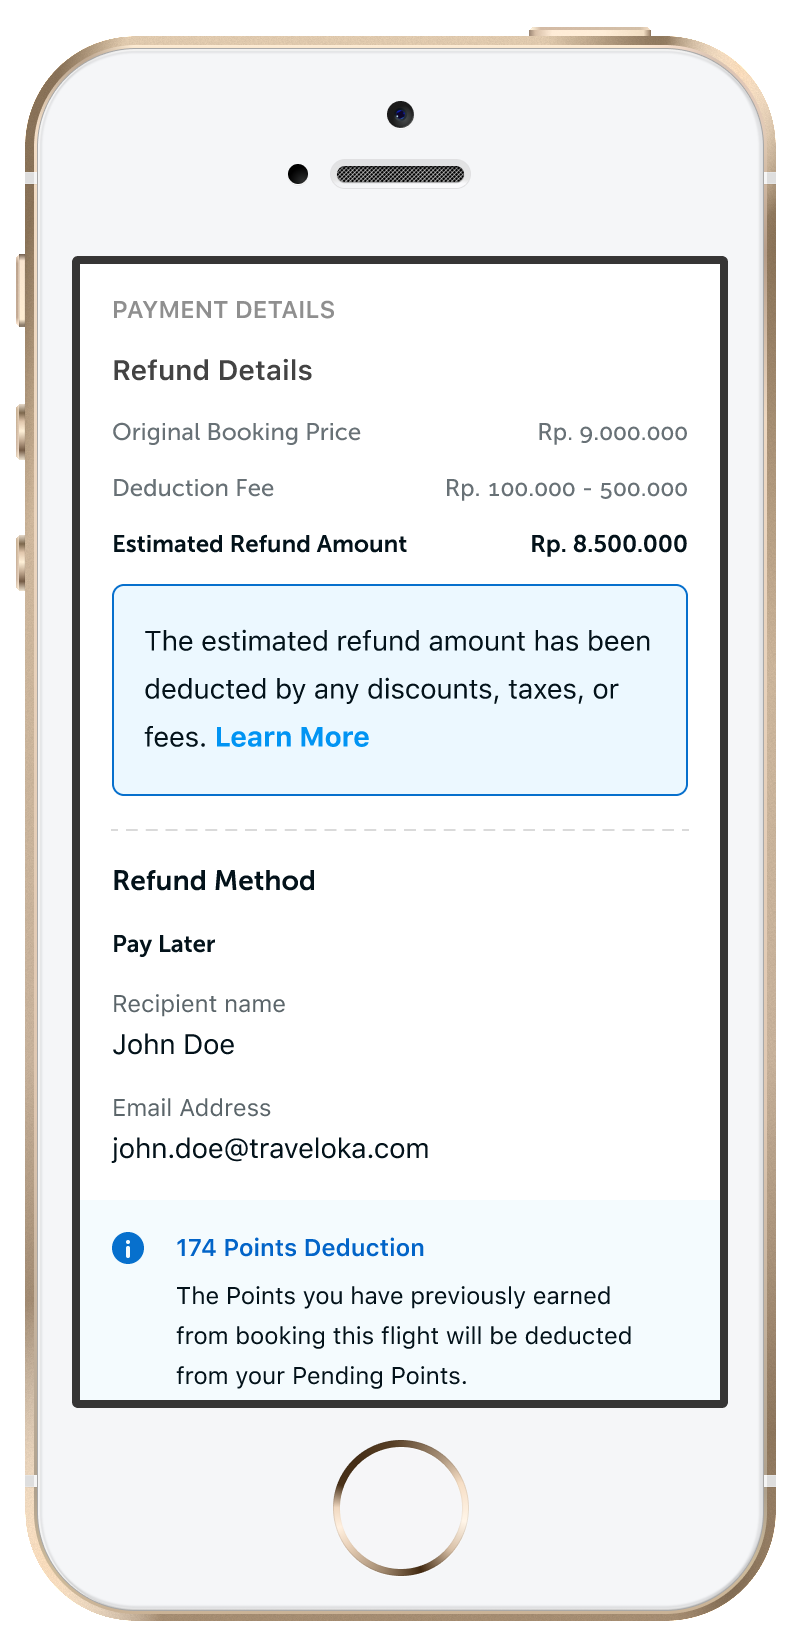 PAYMENT DETAILS
Refund Details
Original Booking Price Rp. 9.000.000
Deduction Fee Rp. 100.000 - 500.000
Estimated Refund Amount Rp. 8.500.000
The estimated refund amount has been
deducted by any discounts, taxes, or
fees. Learn More
Refund Method
Pay Later
Recipient name
John Doe
Email Address
john.doe@traveloka.com
174 Points Deduction
The Points you have previously earned
from booking this flight will be deducted
from your Pending Points.